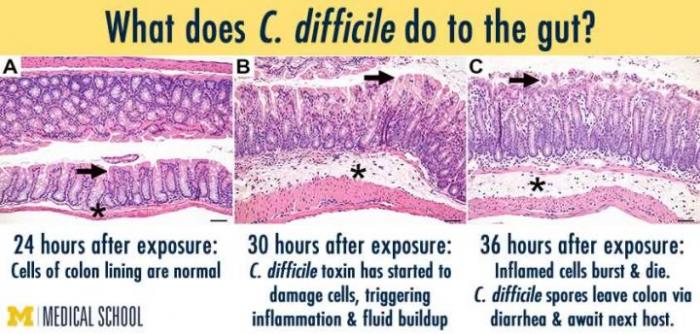 What does C. difficile do to the gut?
A
B
C
*
*
*
24 hours after exposure:
Cells of colon lining are normal
30 hours after exposure:
C. difficile toxin has started to
damage cells, triggering
inflammation & fluid buildup
36 hours after exposure:
Inflamed cells burst & die.
C. difficile spores leave colon via
diarrhea & await next host.
M | MEDICAL SCHOOL